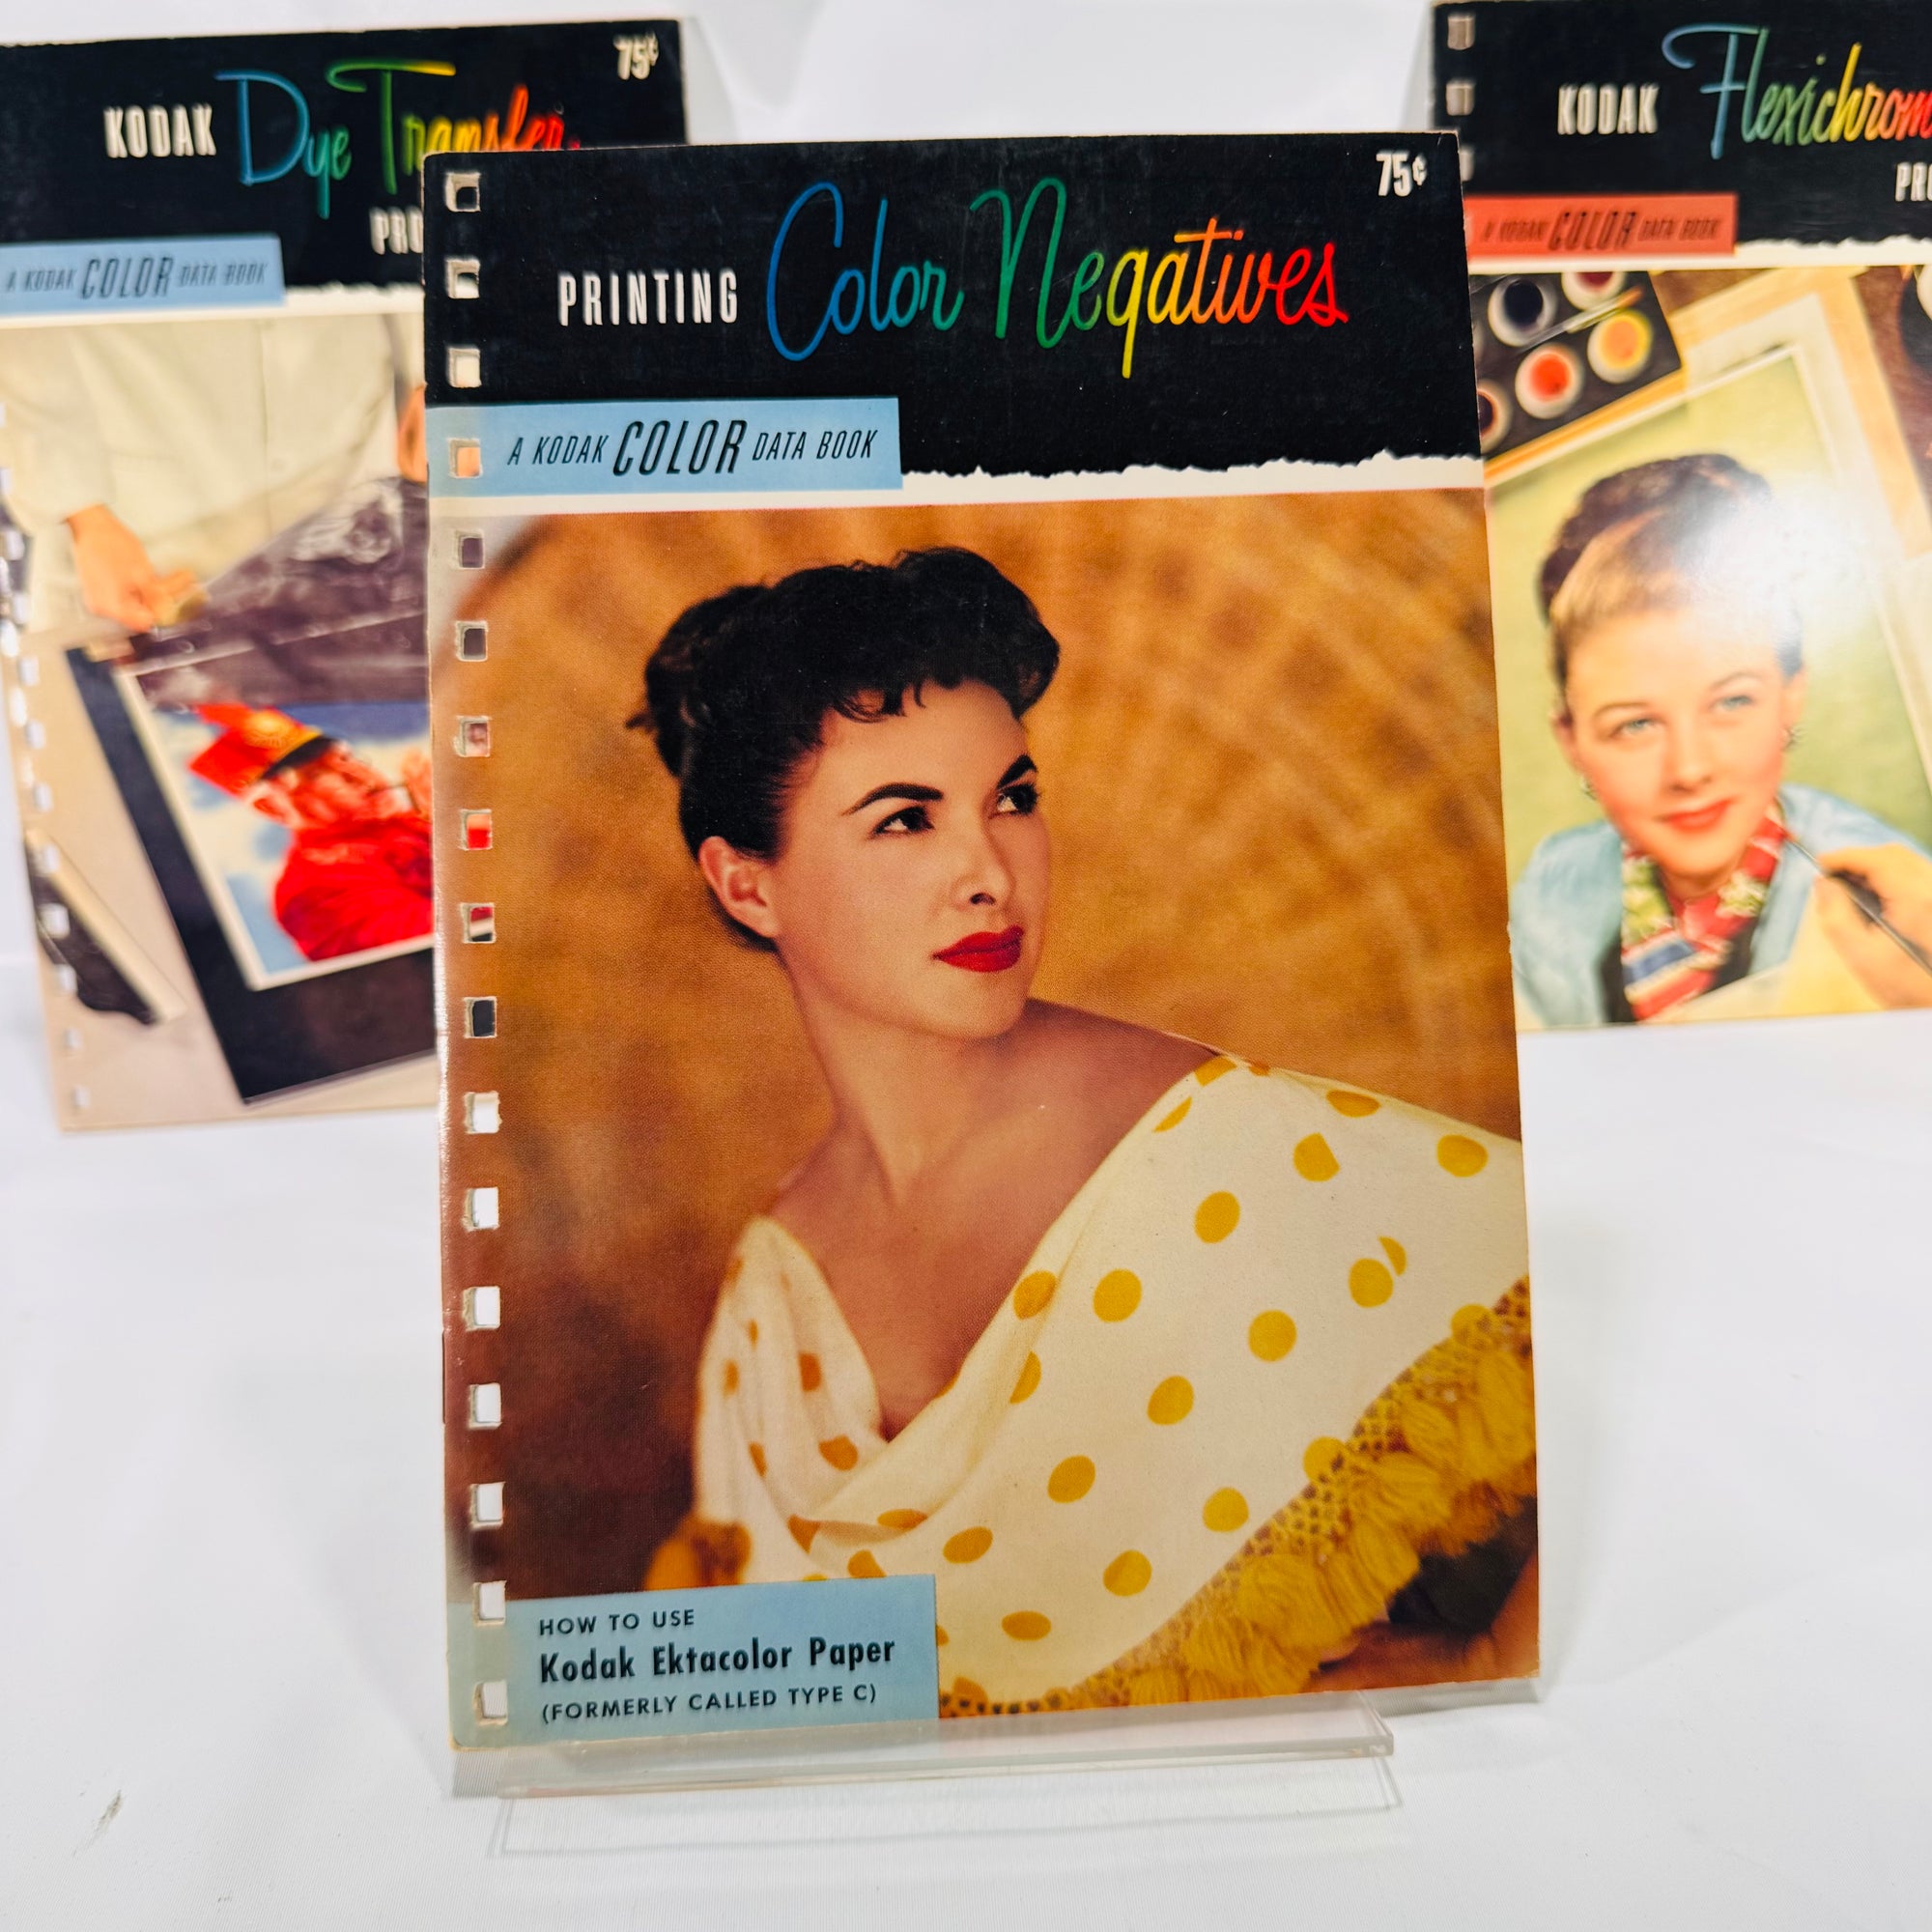 75¢
KODAK Dye Transfer
PRO
A KODAK COLOR DATA BOOK
75¢
PRINTING Color Negatives
A KODAK COLOR DATA BOOK
HOW TO USE
Kodak Ektacolor Paper
(FORMERLY CALLED TYPE C)
KODAK Flexichrom
PR
A KODAK COLOR DATA BOOK